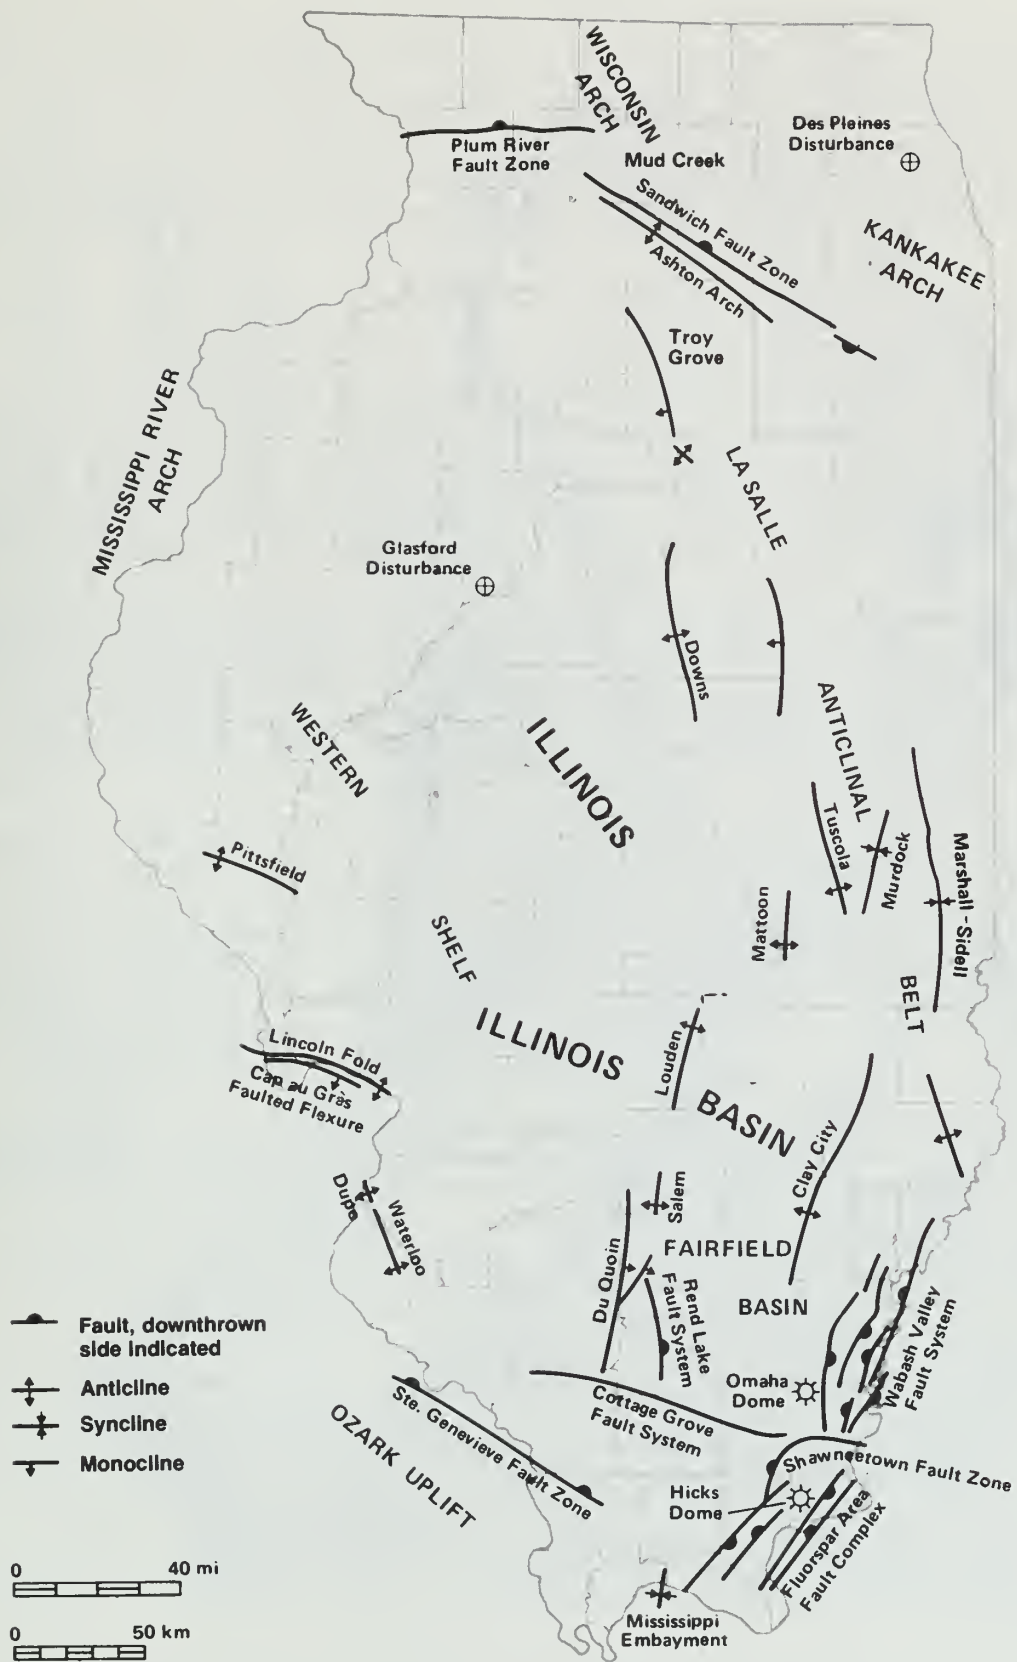 WISCONSIN
ARCH
Plum River
Fault Zone
Mud Creek
Des Pleines
Disturbance
Sandwich Fault Zone
Ashton Arch
KANKAKEE
ARCH
Troy
Grove
MISSISSIPPI RIVER
ARCH
LA SALLE
Glasford
Disturbance
Downs
WESTERN
ILLINOIS
ANTICLINAL
Tuscola
Murdock
Marshall - Sidell
Pittsfield
Mattoon
SHELF
BELT
ILLINOIS
BASIN
Louden
Lincoln Fold
Cap au Grès
Faulted Flexure
Clay City
Dupo
Waterloo
Salem
FAIRFIELD
BASIN
Du Quoin
Rend Lake
Fault System
Wabash Valley
Fault System
Omaha
Dome
Cottage Grove
Fault System
Ste. Genevieve Fault Zone
OZARK UPLIFT
Shawneetown Fault Zone
Hicks
Dome
Fluorspar Area
Fault Complex
Mississippi
Embayment
Fault, downthrown
side indicated
Anticline
Syncline
Monocline
0 40 mi
0 50 km